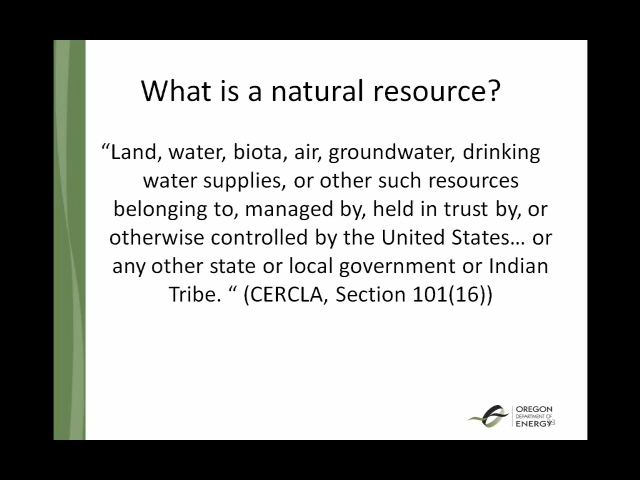 What is a natural resource?
“Land, water, biota, air, groundwater, drinking
water supplies, or other such resources
belonging to, managed by, held in trust by, or
otherwise controlled by the United States… or
any other state or local government or Indian
Tribe. “ (CERCLA, Section 101(16))
OREGON
DEPARTMENT OF
ENERGY